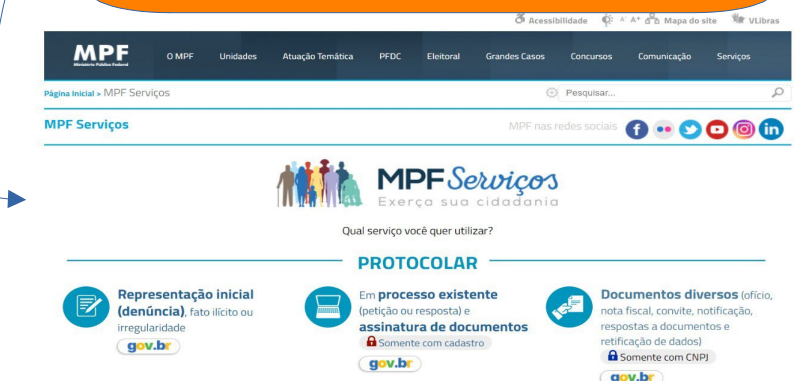 Acessibilidade A- A+ Mapa do site VLibras
MPF
Ministério Público Federal
O MPF Unidades Atuação Temática PFDC Eleitoral Grandes Casos Concursos Comunicação Serviços
Página Inicial » MPF Serviços
Pesquisar...
MPF Serviços
MPF nas redes sociais
MPF Serviços
Exerça sua cidadania
Qual serviço você quer utilizar?
PROTOCOLAR
Representação inicial
(denúncia), fato ilícito ou
irregularidade
gov.br
Em processo existente
(petição ou resposta) e
assinatura de documentos
Somente com cadastro
gov.br
Documentos diversos (ofício,
nota fiscal, convite, notificação,
respostas a documentos e
retificação de dados)
Somente com CNPJ
gov.br